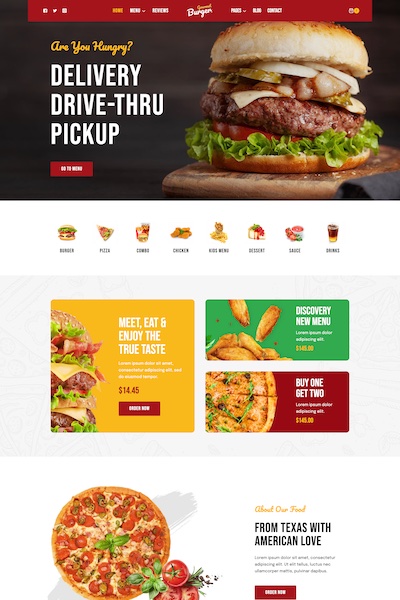 HOME MENU REVIEWS
Gourmet
Burger
PAGES BLOG CONTACT
Are You Hungry?
DELIVERY
DRIVE-THRU
PICKUP
GO TO MENU
BURGER
PIZZA
COMBO
CHICKEN
KIDS MENU
DESSERT
SAUCE
DRINKS
MEET, EAT &
ENJOY THE
TRUE TASTE
Lorem ipsum dolor sit amet,
consectetur adipiscing elit, sed
do eiusmod tempor.
$14.45
ORDER NOW
DISCOVERY
NEW MENU
Lorem ipsum dolor
adipiscing elit.
$145.00
BUY ONE
GET TWO
Lorem ipsum dolor
adipiscing elit.
$145.00
About Our Food
FROM TEXAS WITH
AMERICAN LOVE
Lorem ipsum dolor sit amet, consectetur
adipiscing elit. Ut elit tellus, luctus nec
ullamcorper mattis, pulvinar dapibus leo.
ORDER NOW